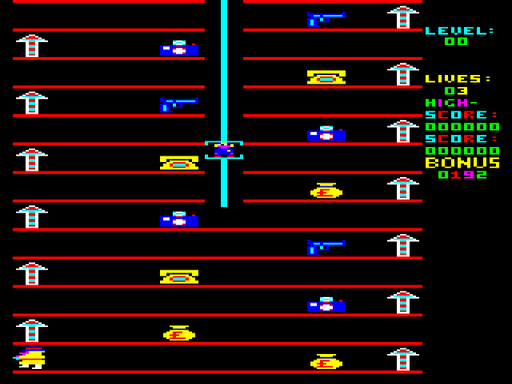 LEVEL:
00
LIVES:
03
HIGH-
SCORE:
000000
SCORE:
000000
BONUS
0192